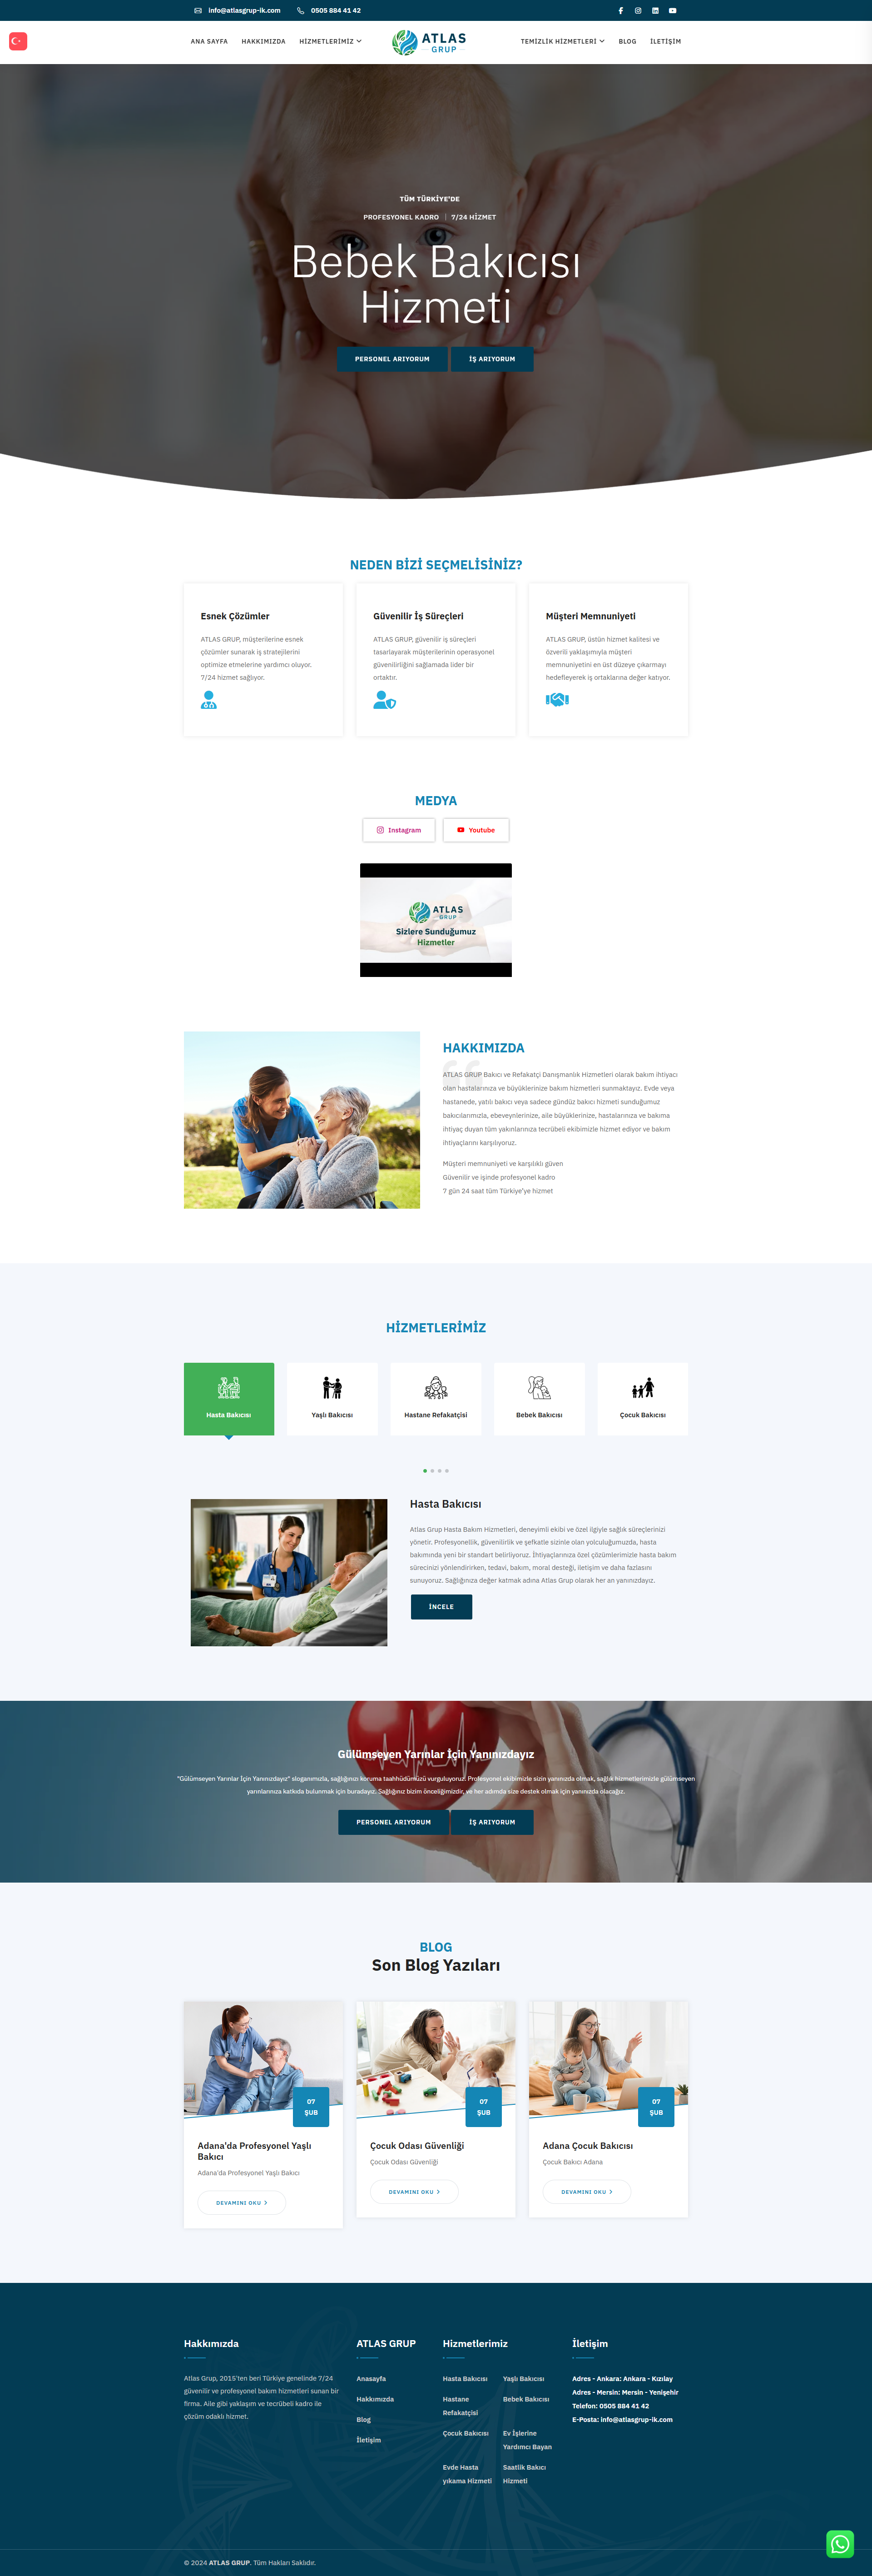 info@atlasgrup-ik.com 0505 884 41 42
ANA SAYFA HAKKIMIZDA HİZMETLERİMİZ ATLAS GRUP TEMİZLİK HİZMETLERİ BLOG İLETİŞİM
TÜM TÜRKİYE'DE
PROFESYONEL KADRO | 7/24 HİZMET
Bebek Bakıcısı
Hizmeti
PERSONEL ARIYORUM İŞ ARIYORUM
NEDEN BİZİ SEÇMELİSİNİZ?
Esnek Çözümler
ATLAS GRUP, müşterilerine esnek
çözümler sunarak iş stratejilerini
optimize etmelerine yardımcı oluyor.
7/24 hizmet sağlıyor.
Güvenilir İş Süreçleri
ATLAS GRUP, güvenilir iş süreçleri
tasarlayarak müşterilerinin operasyonel
güvenilirliğini sağlamada lider bir
ortaktır.
Müşteri Memnuniyeti
ATLAS GRUP, üstün hizmet kalitesi ve
özverili yaklaşımıyla müşteri
memnuniyetini en üst düzeye çıkarmayı
hedefleyerek iş ortaklarına değer katıyor.
MEDYA
Instagram Youtube
ATLAS
GRUP
Sizlere Sunduğumuz
Hizmetler
HAKKIMIZDA
ATLAS GRUP Bakıcı ve Refakatçi Danışmanlık Hizmetleri olarak bakım ihtiyacı
olan hastalarınıza ve büyüklerinize bakım hizmetleri sunmaktayız. Evde veya
hastanede, yatılı bakıcı veya sadece gündüz bakıcı hizmeti sunduğumuz
bakıcılarımızla, ebeveynlerinize, aile büyüklerinize, hastalarınıza ve bakıma
ihtiyaç duyan tüm yakınlarınıza tecrübeli ekibimizle hizmet ediyor ve bakım
ihtiyaçlarını karşılıyoruz.
Müşteri memnuniyeti ve karşılıklı güven
Güvenilir ve işinde profesyonel kadro
7 gün 24 saat tüm Türkiye'ye hizmet
HİZMETLERİMİZ
Hasta Bakıcısı Yaşlı Bakıcısı Hastane Refakatçisi Bebek Bakıcısı Çocuk Bakıcısı
Hasta Bakıcısı
Atlas Grup Hasta Bakım Hizmetleri, deneyimli ekibi ve özel ilgiyle sağlık süreçlerinizi
yönetir. Profesyonellik, güvenilirlik ve şefkatle sizinle olan yolculuğumuzda, hasta
bakımında yeni bir standart belirliyoruz. İhtiyaçlarınıza özel çözümlerimizle hasta bakım
sürecinizi yönlendirirken, tedavi, bakım, moral desteği, iletişim ve daha fazlasını
sunuyoruz. Sağlığınıza değer katmak adına Atlas Grup olarak her an yanınızdayız.
İNCELE
Gülümseyen Yarınlar İçin Yanınızdayız
"Gülümseyen Yarınlar İçin Yanınızdayız" sloganımızla, sağlığınızı koruma taahhüdümüzü vurguluyoruz. Profesyonel ekibimizle sizin yanınızda olmak, sağlık hizmetlerimizle gülümseyen
yarınlarınıza katkıda bulunmak için buradayız. Sağlığınız bizim önceliğimizdir, ve her adımda size destek olmak için yanınızda olacağız.
PERSONEL ARIYORUM İŞ ARIYORUM
BLOG
Son Blog Yazıları
07
ŞUB
Adana'da Profesyonel Yaşlı
Bakıcı
Adana'da Profesyonel Yaşlı Bakıcı
DEVAMINI OKU
07
ŞUB
Çocuk Odası Güvenliği
Çocuk Odası Güvenliği
DEVAMINI OKU
07
ŞUB
Adana Çocuk Bakıcısı
Çocuk Bakıcı Adana
DEVAMINI OKU
Hakkımızda
Atlas Grup, 2015'ten beri Türkiye genelinde 7/24
güvenilir ve profesyonel bakım hizmetleri sunan bir
firma. Aile gibi yaklaşım ve tecrübeli kadro ile
çözüm odaklı hizmet.
ATLAS GRUP
Anasayfa
Hakkımızda
Blog
İletişim
Hizmetlerimiz
Hasta Bakıcısı Yaşlı Bakıcısı
Hastane
Refakatçisi
Bebek Bakıcısı
Çocuk Bakıcısı
Ev İşlerine
Yardımcı Bayan
Evde Hasta
yıkama Hizmeti
Saatlik Bakıcı
Hizmeti
İletişim
Adres - Ankara: Ankara - Kızılay
Adres - Mersin: Mersin - Yenişehir
Telefon: 0505 884 41 42
E-Posta: info@atlasgrup-ik.com
© 2024 ATLAS GRUP. Tüm Hakları Saklıdır.